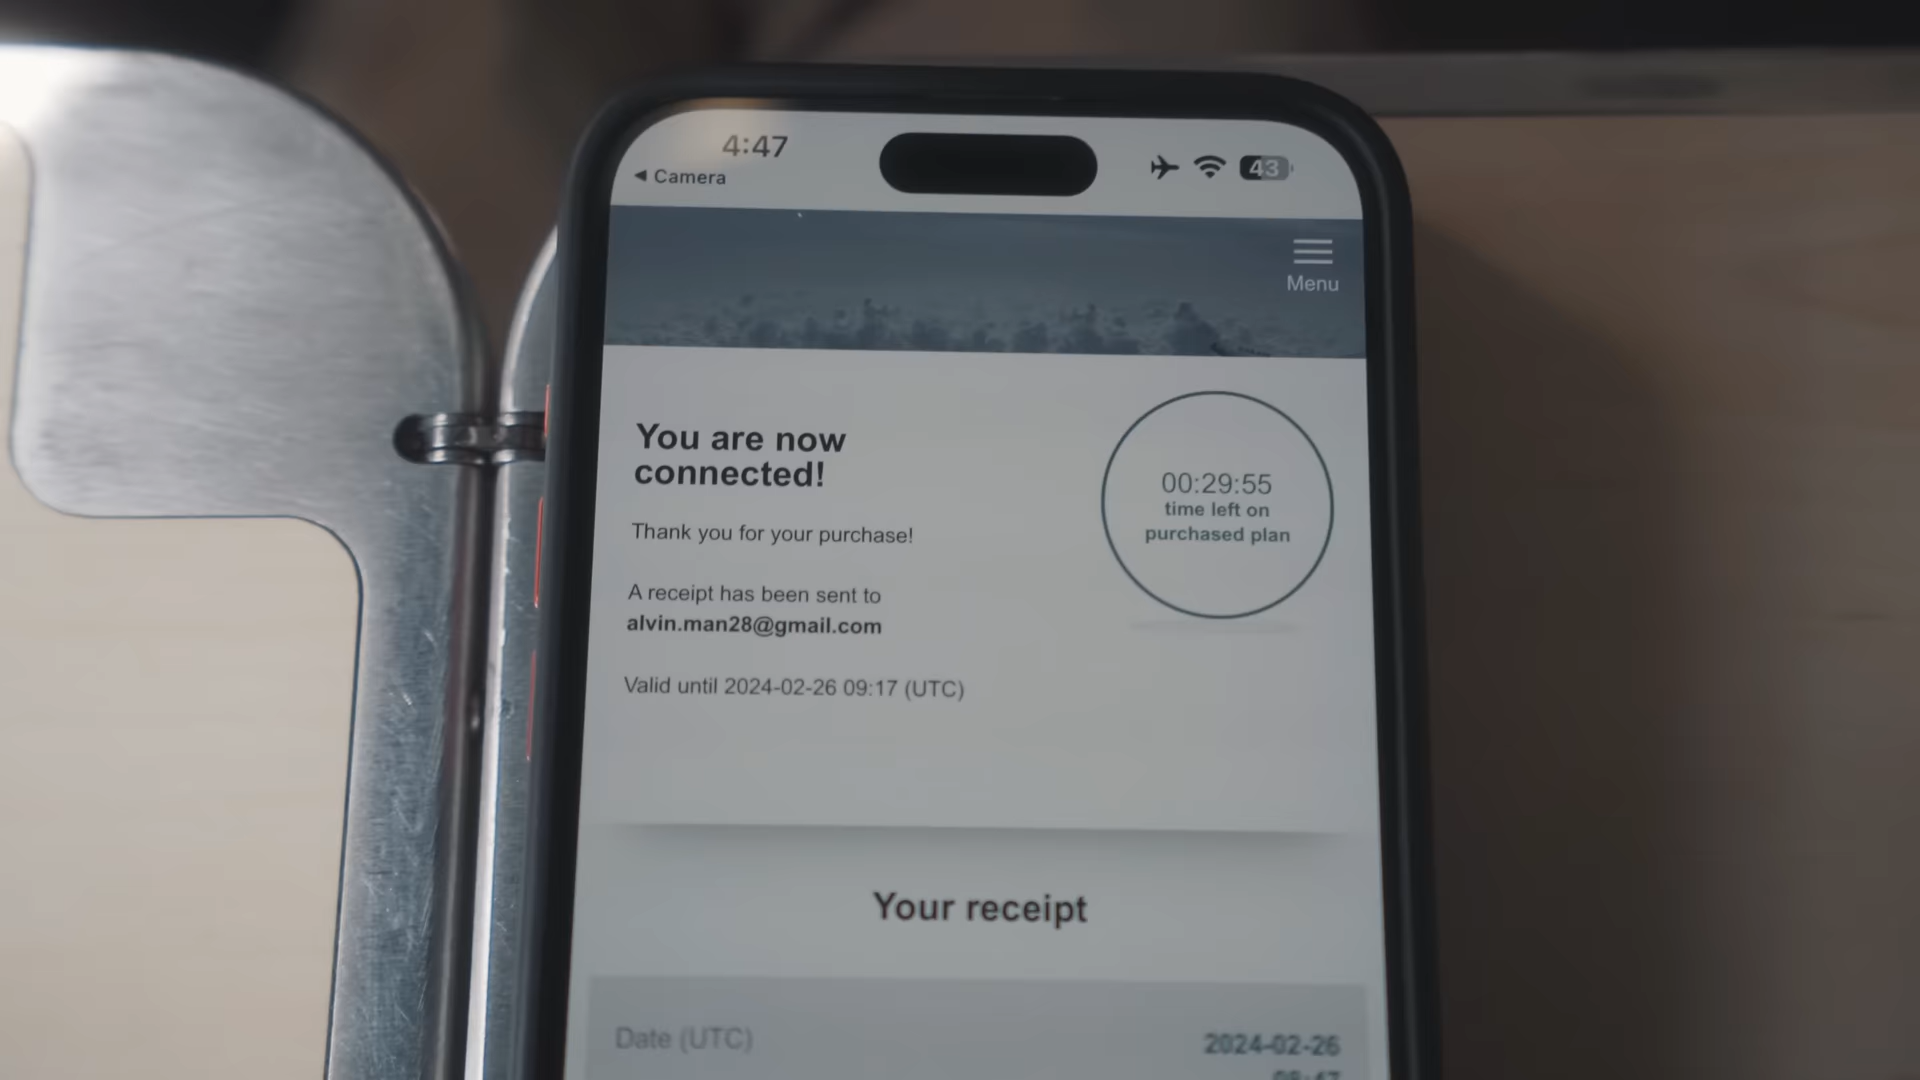 4:47
◀ Camera
43
Menu
You are now
connected!
00:29:55
time left on
purchased plan
Thank you for your purchase!
A receipt has been sent to
alvin.man28@gmail.com
Valid until 2024-02-26 09:17 (UTC)
Your receipt
Date (UTC)
2024-02-26